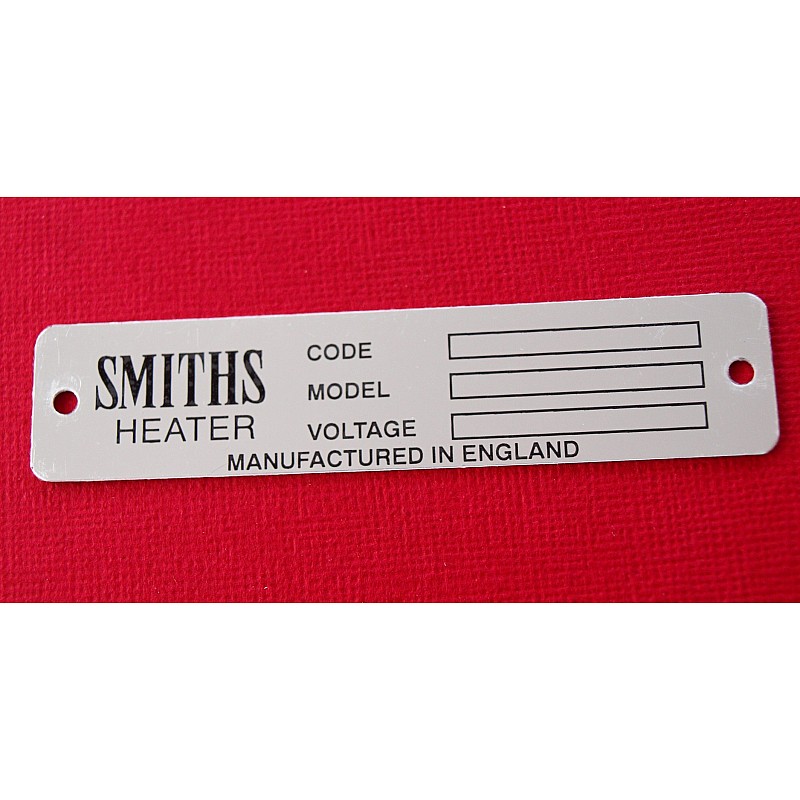 SMITHS
HEATER
CODE
MODEL
VOLTAGE
MANUFACTURED IN ENGLAND